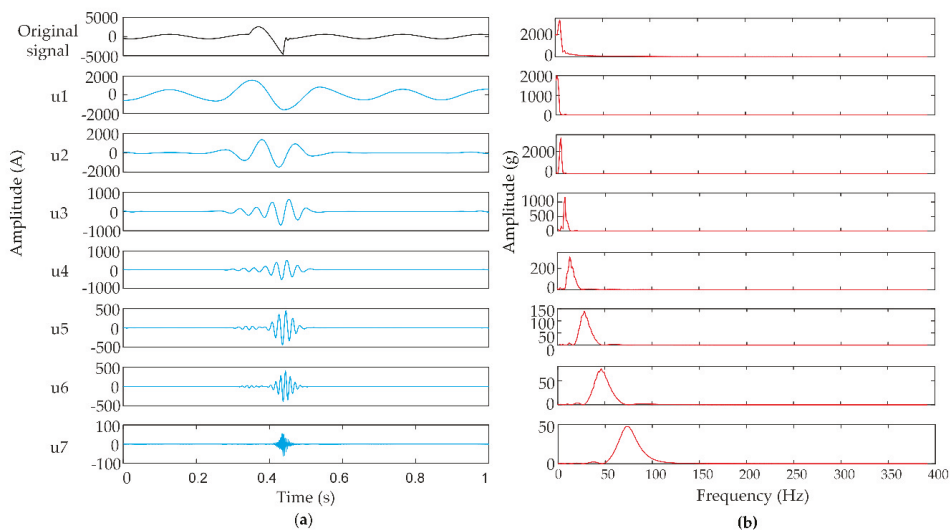 Original
signal
5000
0
-5000
u1
2000
0
-2000
u2
2000
0
-2000
u3
1000
0
-1000
u4
1000
0
-1000
u5
500
0
-500
u6
500
0
-500
u7
100
0
-100
Amplitude (A)
0 0.2 0.4 0.6 0.8 1
Time (s)
(a)
2000
0
2000
1000
0
2000
0
1000
500
0
200
0
150
100
50
0
50
0
50
0
Amplitude (g)
0 50 100 150 200 250 300 350 400
Frequency (Hz)
(b)